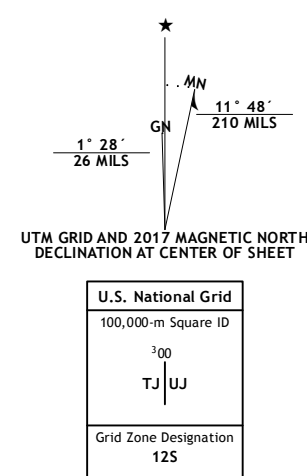 ★
MN
GN
1° 28´
26 MILS
11° 48´
210 MILS
UTM GRID AND 2017 MAGNETIC NORTH
DECLINATION AT CENTER OF SHEET
U.S. National Grid
100,000-m Square ID
³00
TJ UJ
Grid Zone Designation
12S